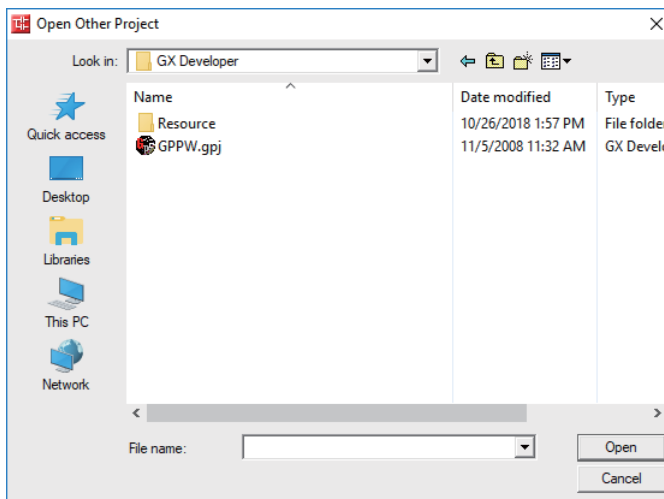 Open Other Project
Look in: GX Developer
Name Date modified Type
Resource 10/26/2018 1:57 PM File folde
GPPW.gpj 11/5/2008 11:32 AM GX Develo
Quick access
Desktop
Libraries
This PC
Network
File name: Open
Cancel